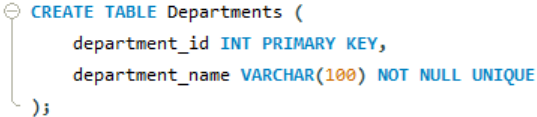 CREATE TABLE Departments (
    department_id INT PRIMARY KEY,
    department_name VARCHAR(100) NOT NULL UNIQUE
);